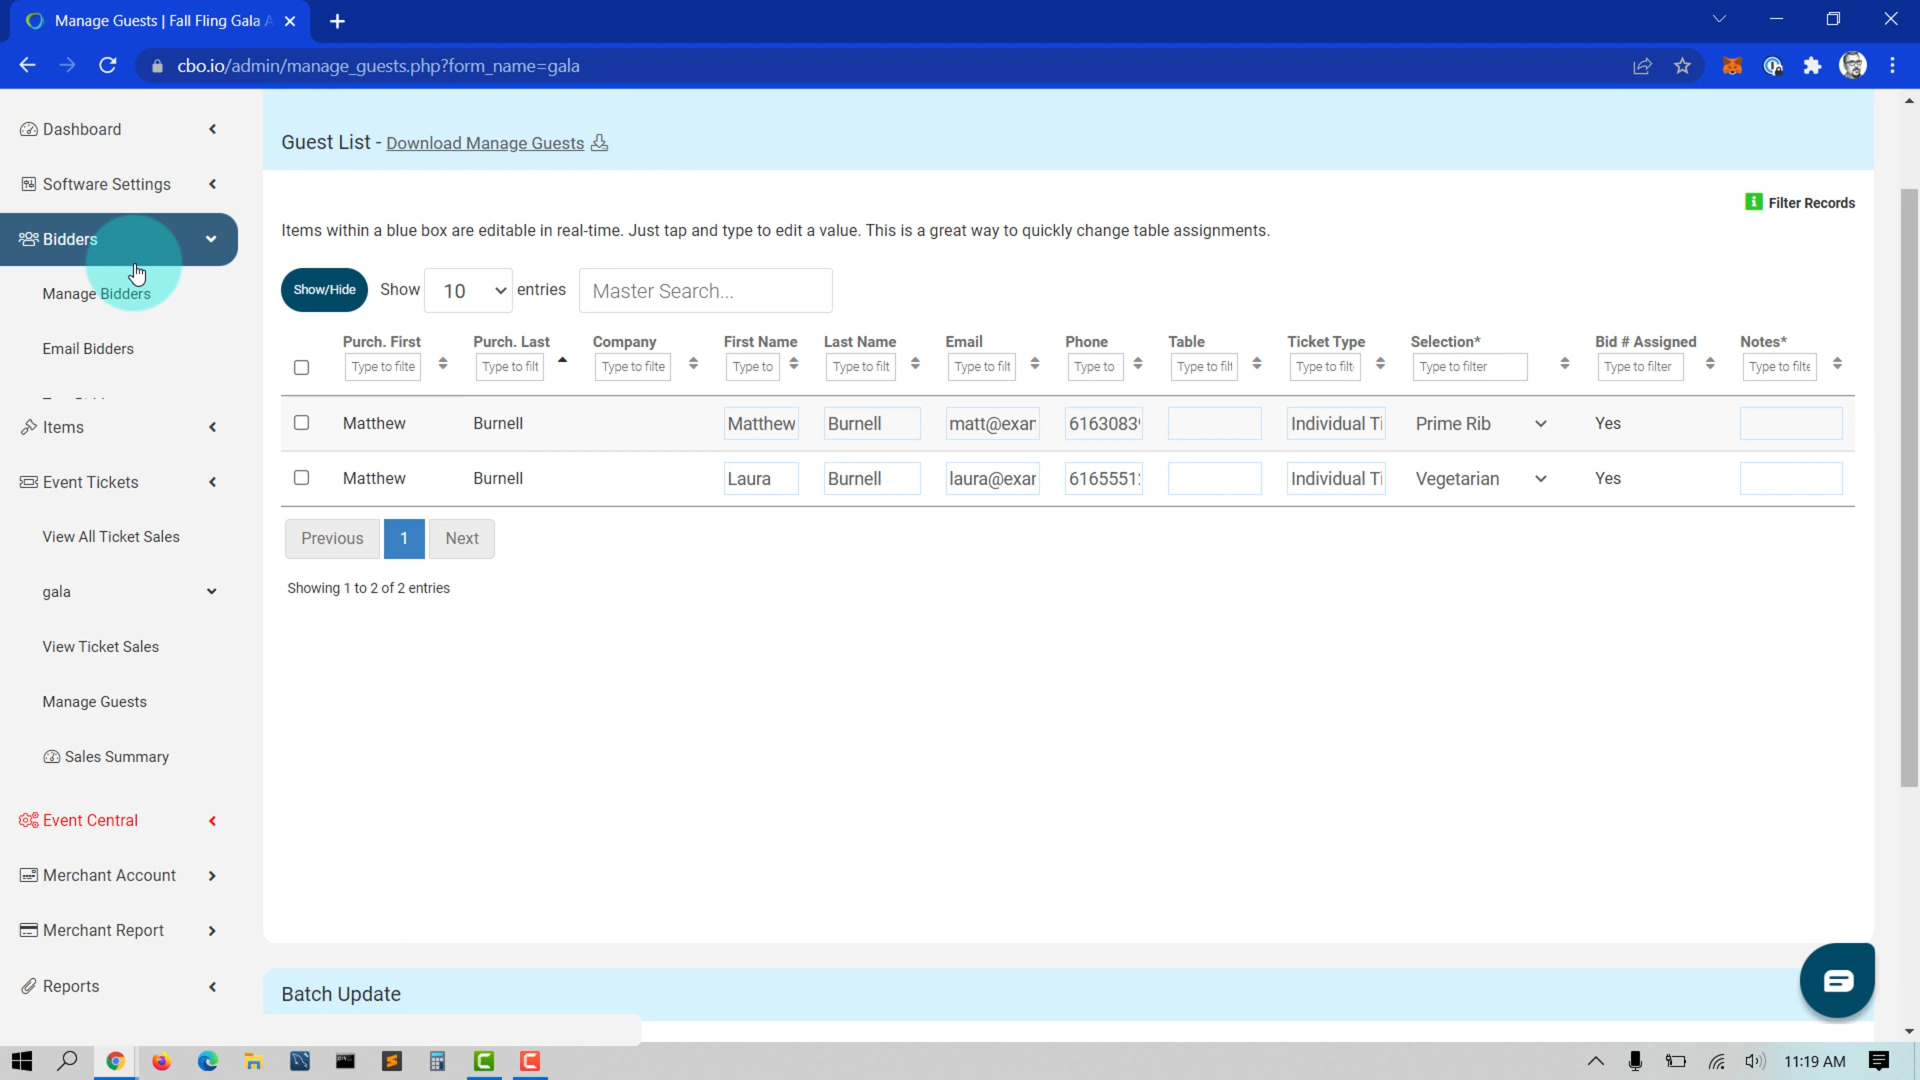 Manage Guests | Fall Fling Gala
cbo.io/admin/manage_guests.php?form_name=gala
Dashboard
Software Settings
Bidders
Manage Bidders
Email Bidders
Items
Event Tickets
View All Ticket Sales
gala
View Ticket Sales
Manage Guests
Sales Summary
Event Central
Merchant Account
Merchant Report
Reports
Guest List - Download Manage Guests
Filter Records
Items within a blue box are editable in real-time. Just tap and type to edit a value. This is a great way to quickly change table assignments.
Show/Hide Show 10 entries Master Search...
Purch. First Purch. Last Company First Name Last Name Email Phone Table Ticket Type Selection* Bid # Assigned Notes*
Type to filte Type to filt Type to filte Type to Type to filt Type to filt Type to Type to filt Type to filt Type to filter Type to filter Type to filte
Matthew Burnell Matthew Burnell matt@exar 6163083 Individual Ti Prime Rib Yes
Matthew Burnell Laura Burnell laura@exar 6165551 Individual Ti Vegetarian Yes
Previous 1 Next
Showing 1 to 2 of 2 entries
Batch Update
11:19 AM